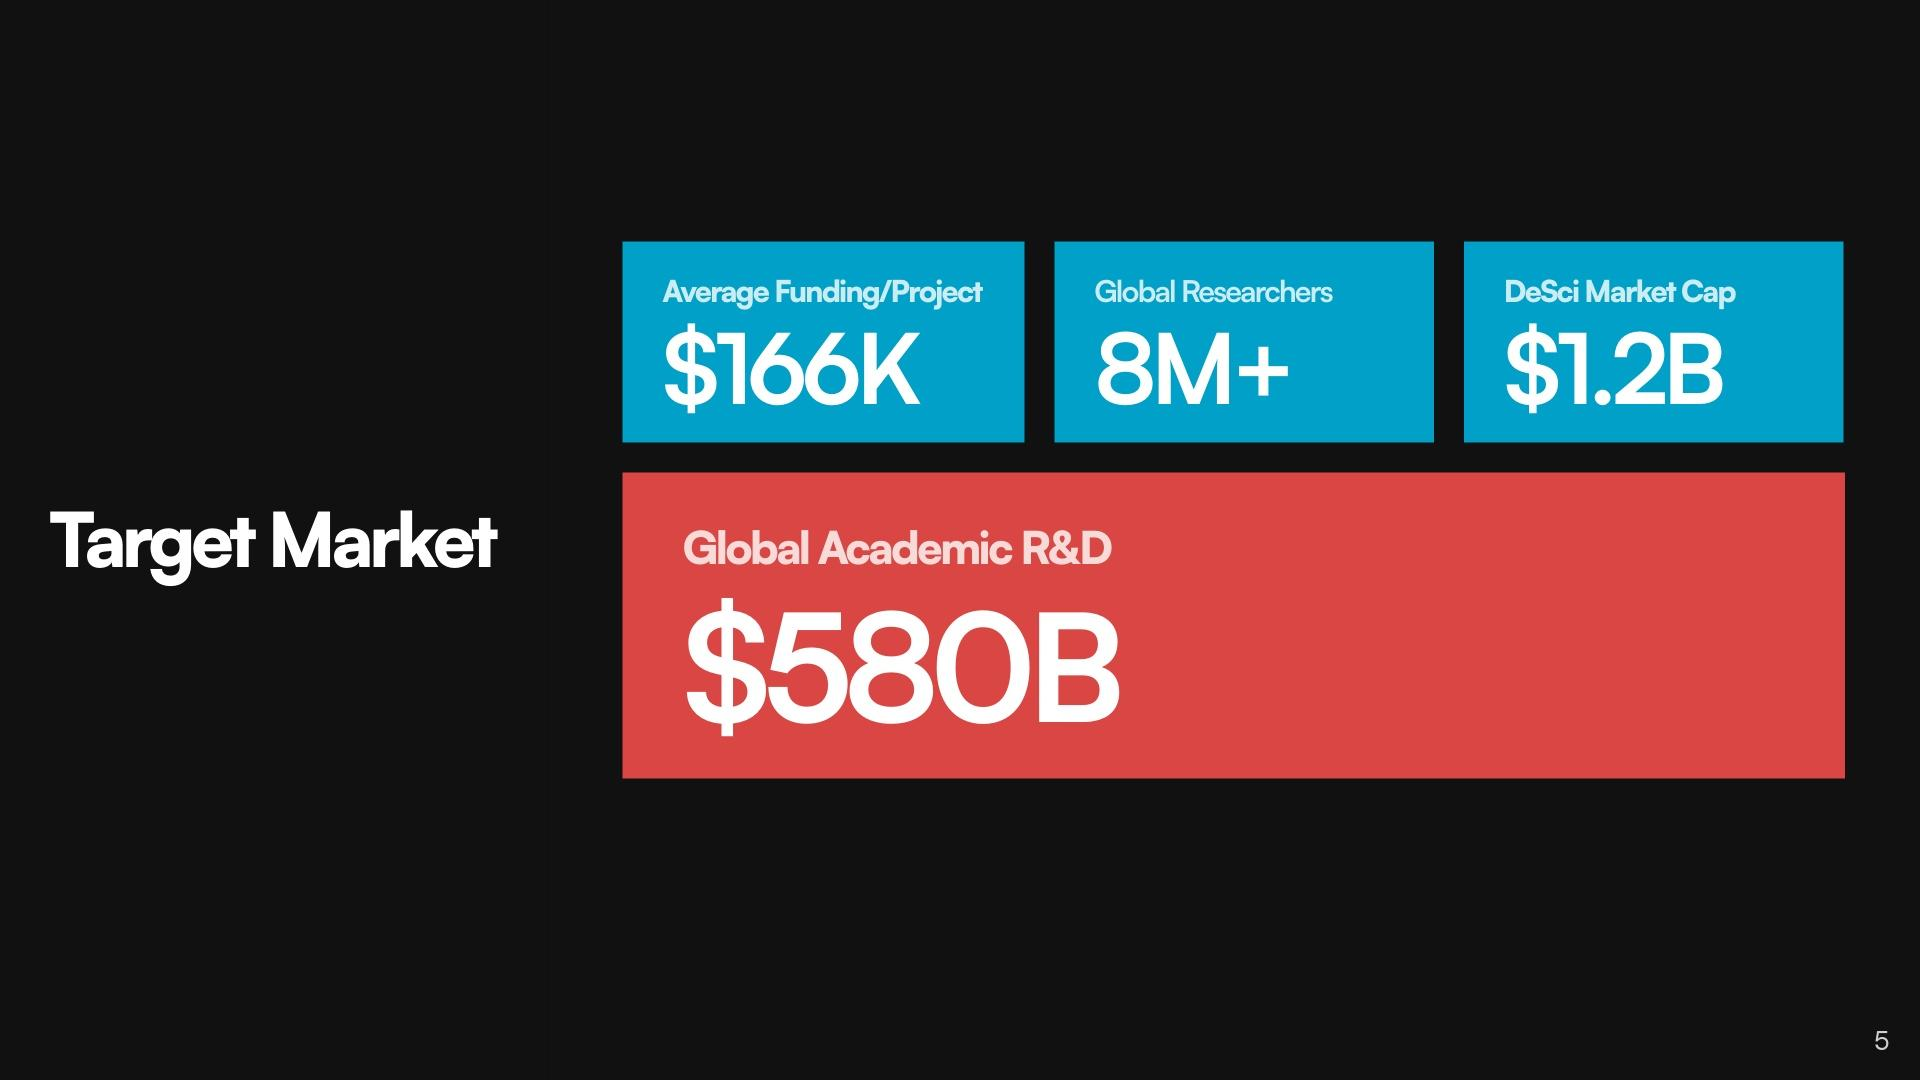 Target Market
Average Funding/Project
$166K
Global Researchers
8M+
DeSci Market Cap
$1.2B
Global Academic R&D
$580B
5